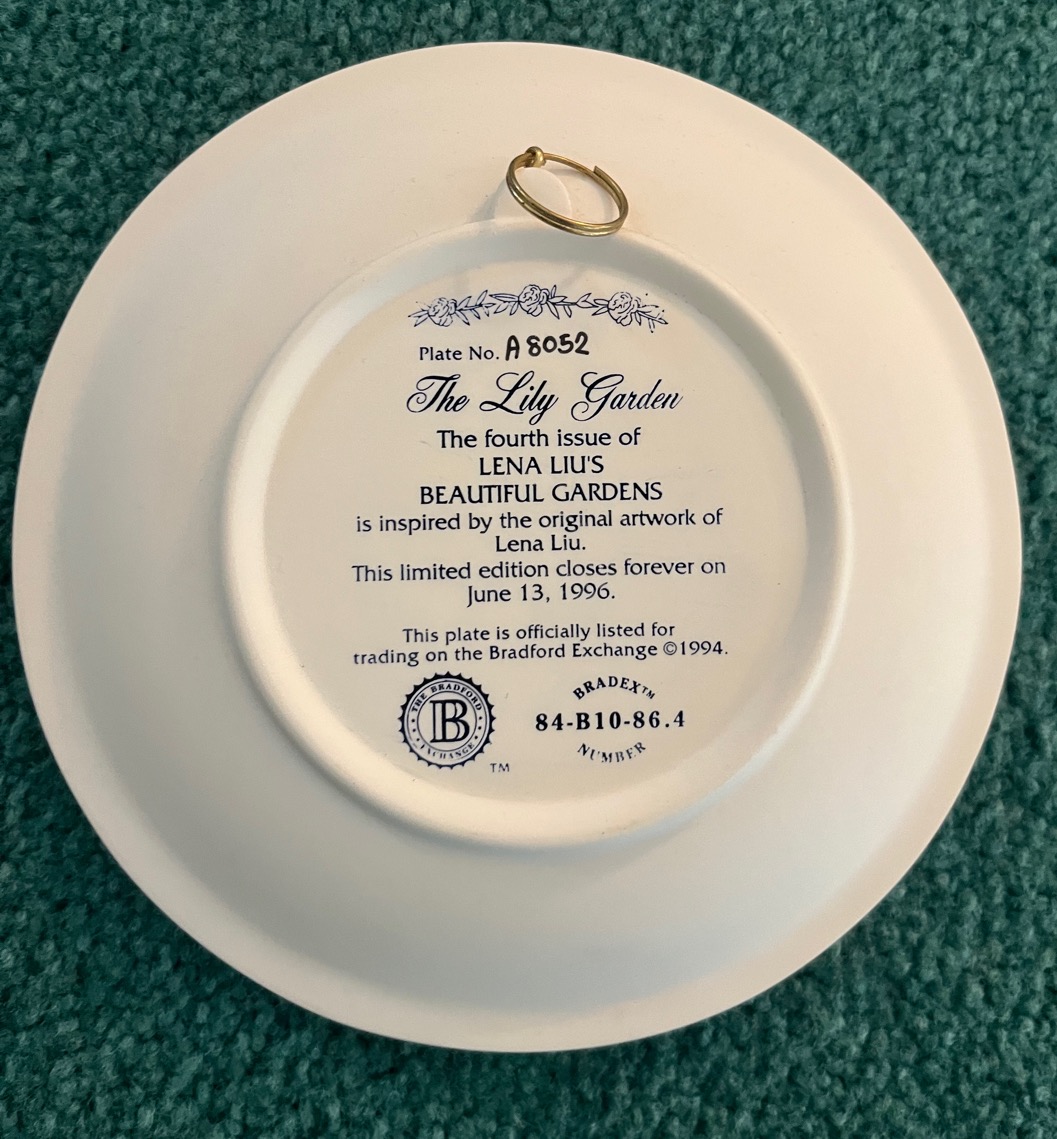 Plate No. A 8052
The Lily Garden
The fourth issue of
LENA LIU'S
BEAUTIFUL GARDENS
is inspired by the original artwork of
Lena Liu.
This limited edition closes forever on
June 13, 1996.
This plate is officially listed for
trading on the Bradford Exchange ©1994.
THE BRADFORD
B
EXCHANGE
TM
BRADEX™
84-B10-86.4
NUMBER